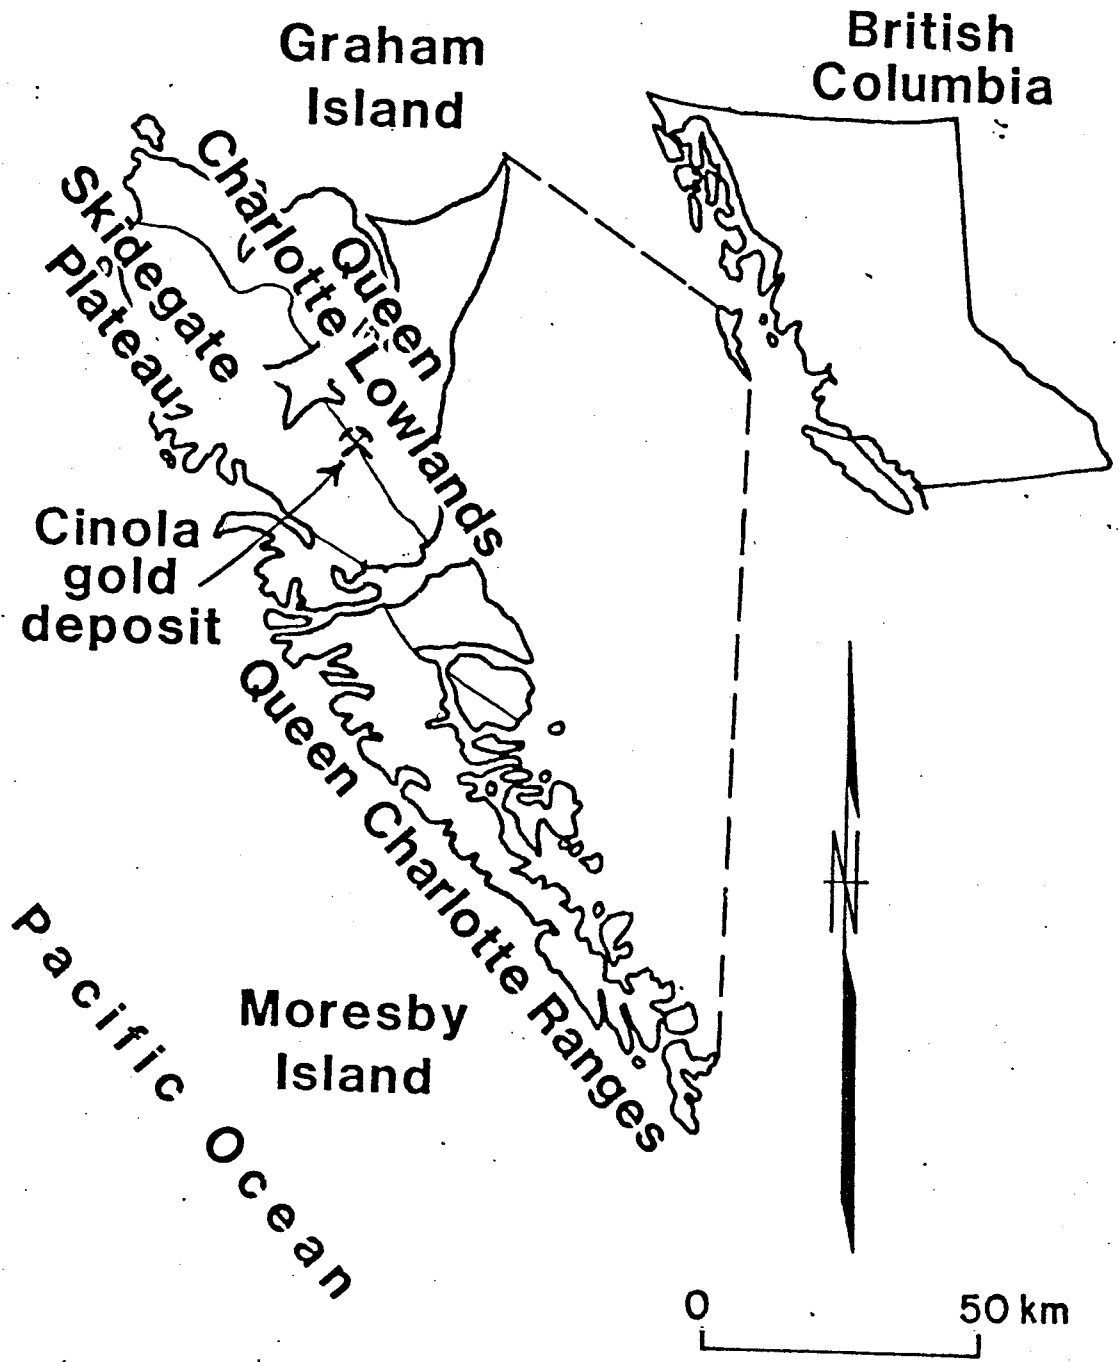 Graham
Island
British
Columbia
Queen
Charlotte Lowlands
Skidegate
Plateau
Cinola
gold
deposit
Queen Charlotte Ranges
Moresby
Island
Pacific Ocean
N
0 50 km